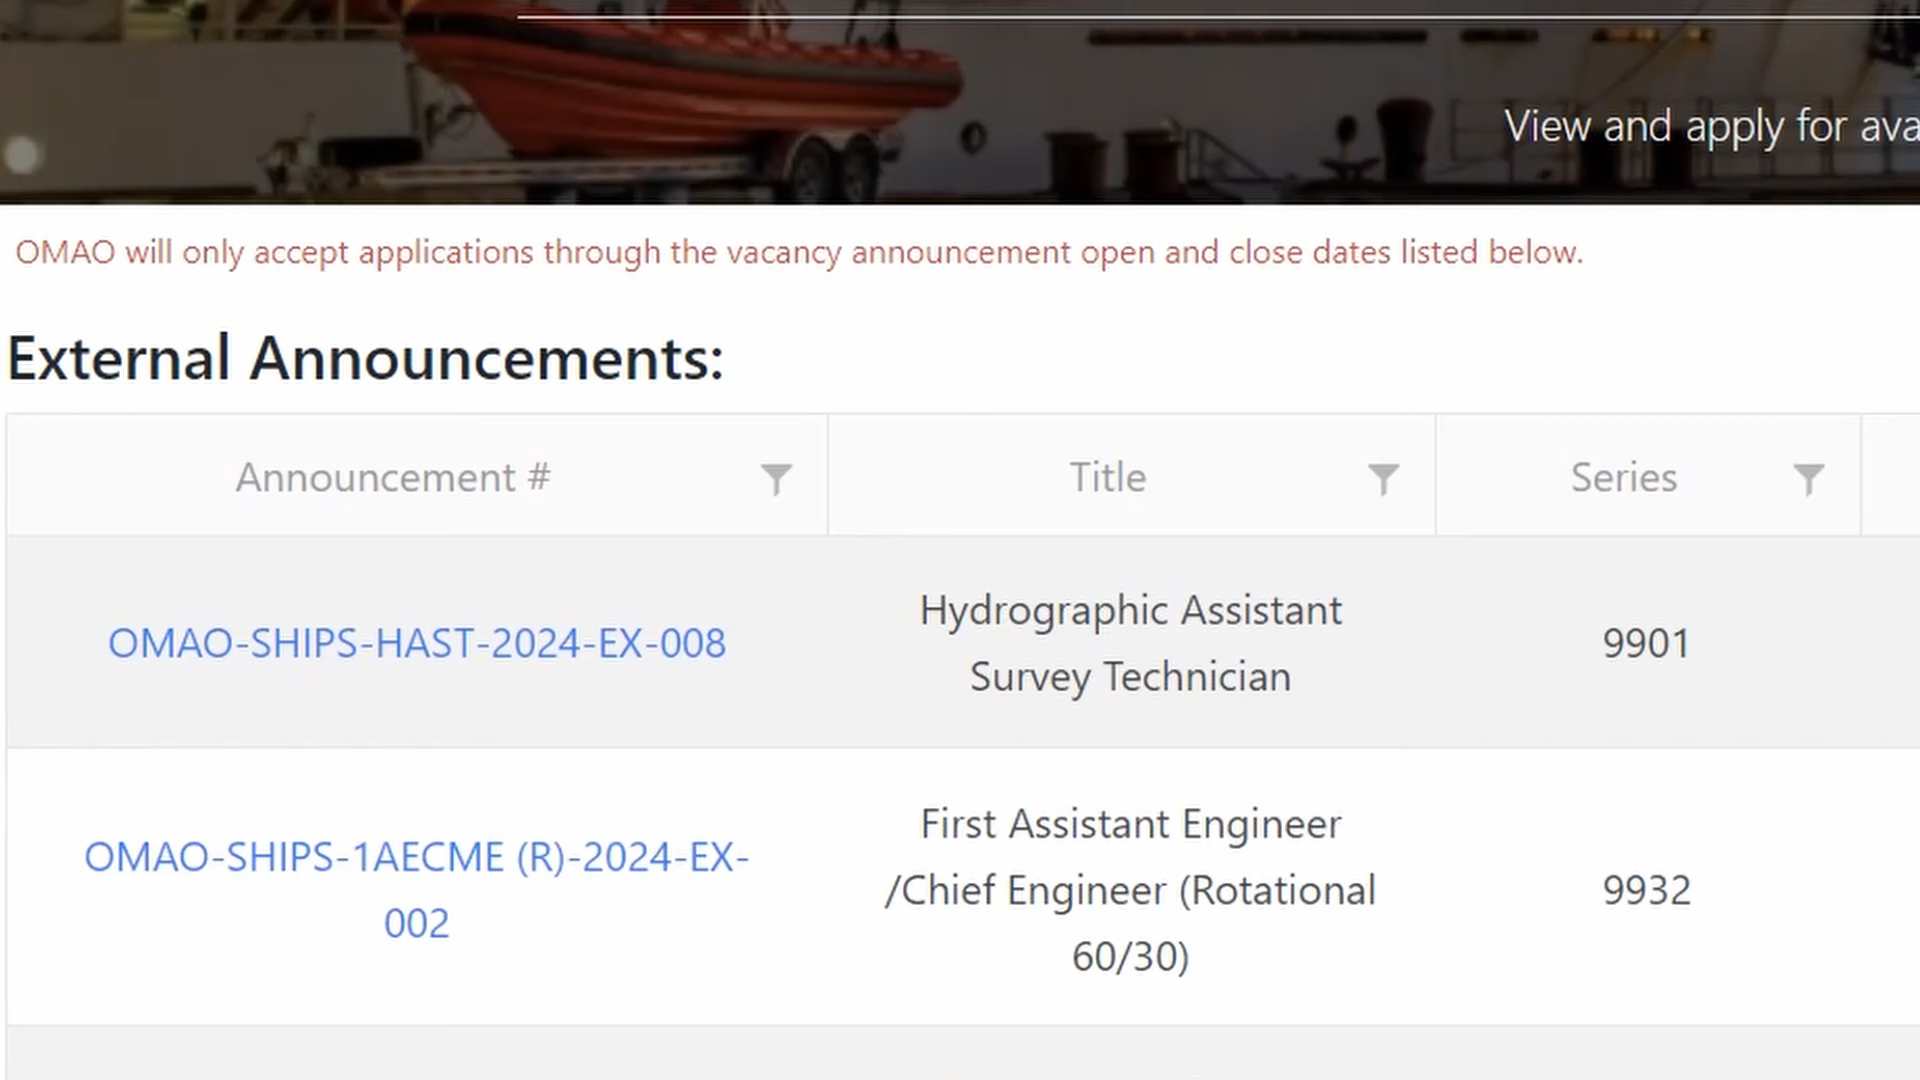 View and apply for ava
OMAO will only accept applications through the vacancy announcement open and close dates listed below.
External Announcements:
Announcement #
Title
Series
OMAO-SHIPS-HAST-2024-EX-008
Hydrographic Assistant
Survey Technician
9901
OMAO-SHIPS-1AECME (R)-2024-EX-
002
First Assistant Engineer
/Chief Engineer (Rotational
60/30)
9932